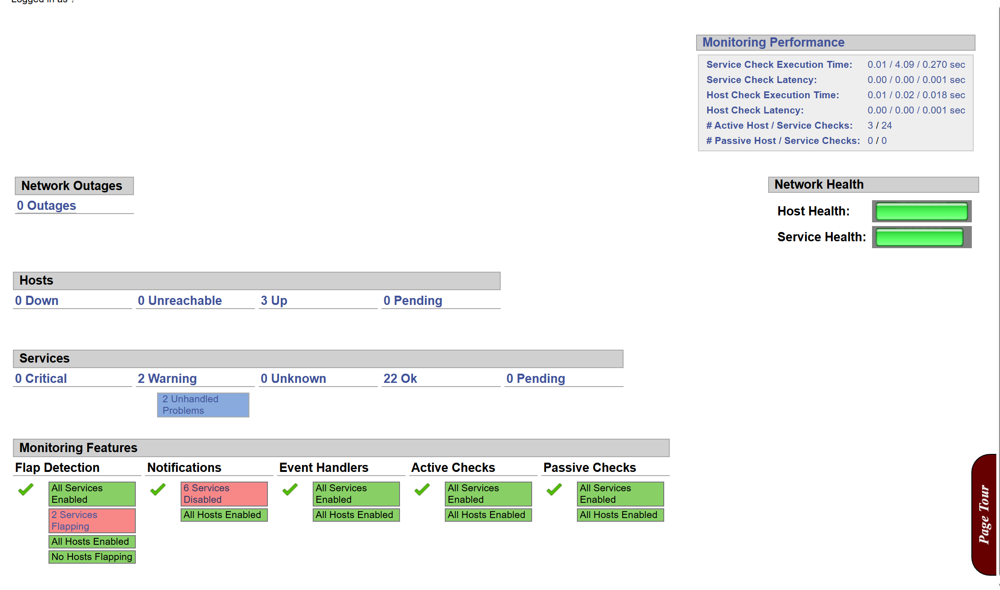 Logged in as ?
Monitoring Performance
Service Check Execution Time: 0.01 / 4.09 / 0.270 sec
Service Check Latency: 0.00 / 0.00 / 0.001 sec
Host Check Execution Time: 0.01 / 0.02 / 0.018 sec
Host Check Latency: 0.00 / 0.00 / 0.001 sec
# Active Host / Service Checks: 3 / 24
# Passive Host / Service Checks: 0 / 0
Network Outages
0 Outages
Network Health
Host Health:
Service Health:
Hosts
0 Down 0 Unreachable 3 Up 0 Pending
Services
0 Critical 2 Warning 0 Unknown 22 Ok 0 Pending
2 Unhandled
Problems
Monitoring Features
Flap Detection Notifications Event Handlers Active Checks Passive Checks
All Services
Enabled
2 Services
Flapping
All Hosts Enabled
No Hosts Flapping
6 Services
Disabled
All Hosts Enabled
All Services
Enabled
All Hosts Enabled
All Services
Enabled
All Hosts Enabled
All Services
Enabled
All Hosts Enabled
Page Tour